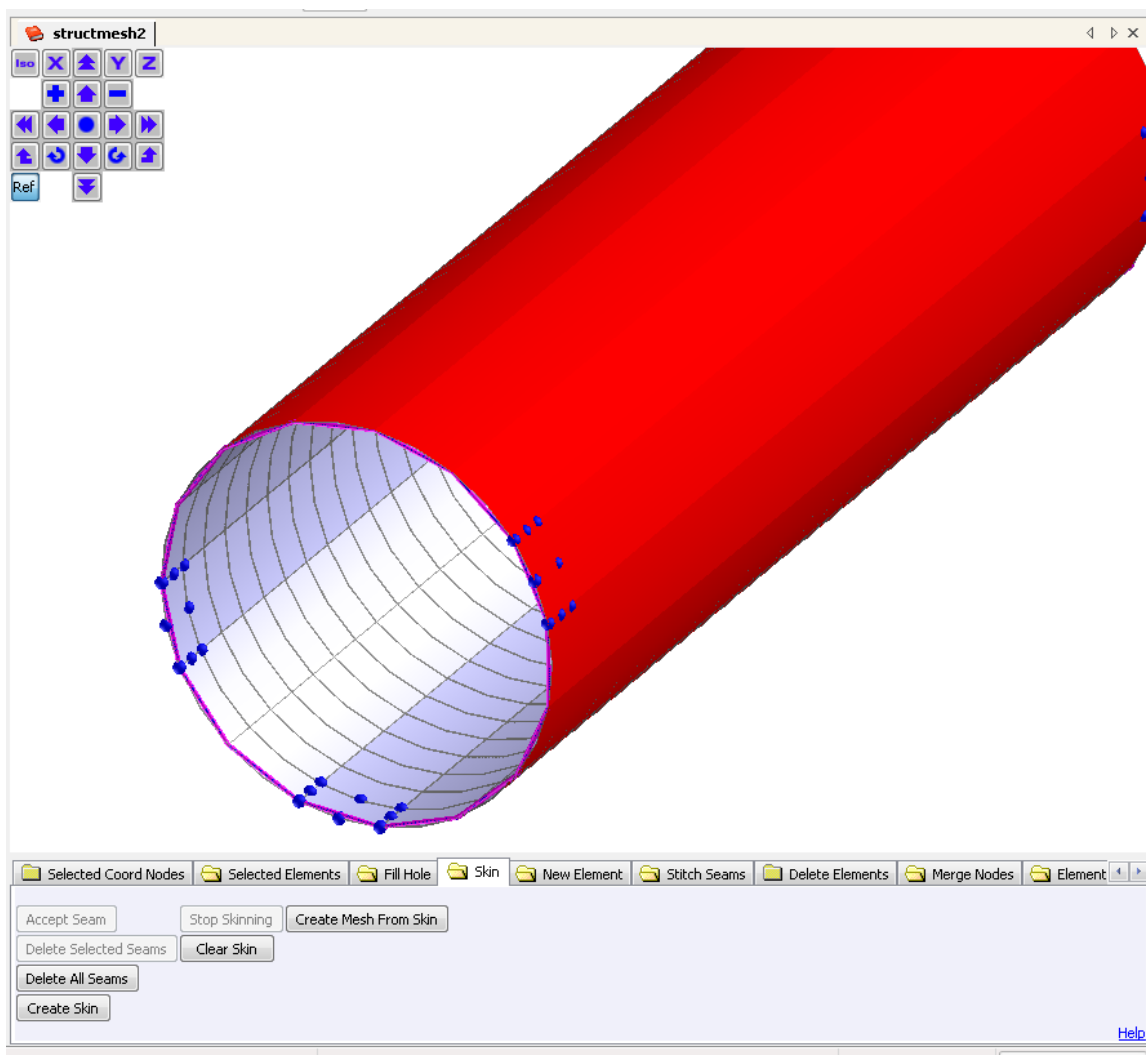 structmesh2
Iso X Y Z
Ref
Selected Coord Nodes Selected Elements Fill Hole Skin New Element Stitch Seams Delete Elements Merge Nodes Element
Accept Seam Stop Skinning Create Mesh From Skin
Delete Selected Seams Clear Skin
Delete All Seams
Create Skin
Help